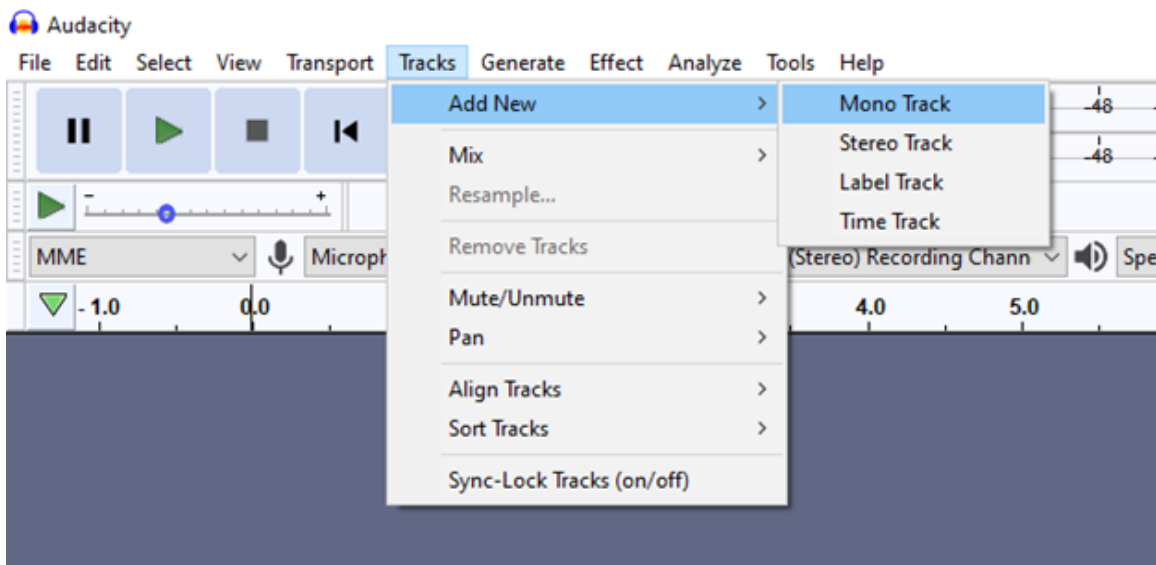 Audacity
File Edit Select View Transport Tracks Generate Effect Analyze Tools Help
Add New
Mono Track
-48
Stereo Track
-48
Mix
Label Track
Resample...
Time Track
- +
Remove Tracks
MME
(Stereo) Recording Chann
Mute/Unmute
- 1.0 0.0 4.0 5.0
Pan
Align Tracks
Sort Tracks
Sync-Lock Tracks (on/off)